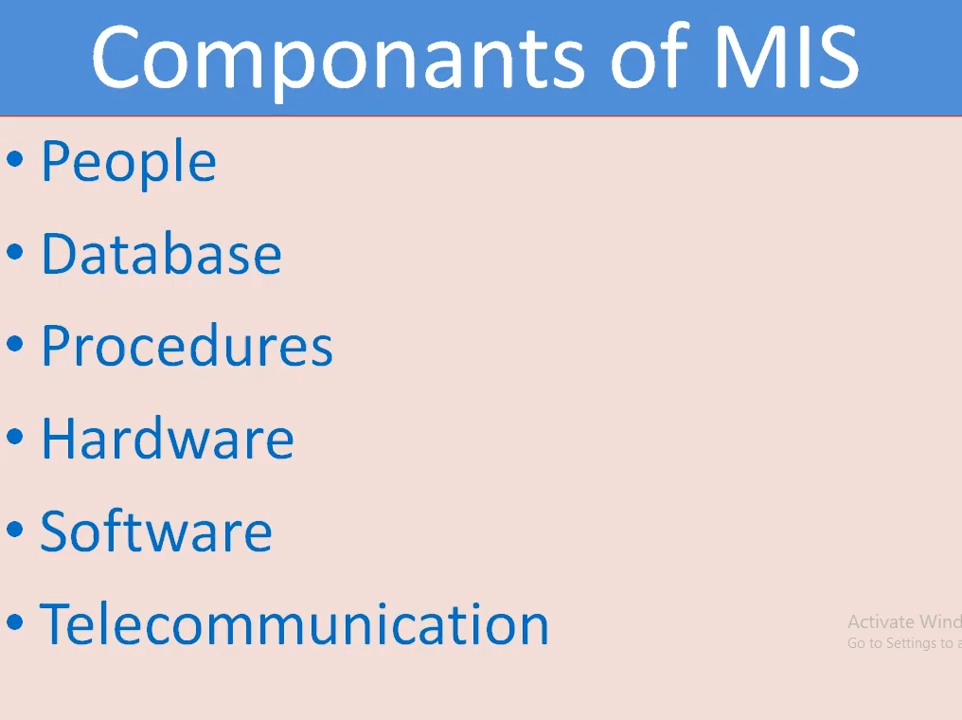 Componants of MIS
• People
• Database
• Procedures
• Hardware
• Software
• Telecommunication
Activate Wind
Go to Settings to a